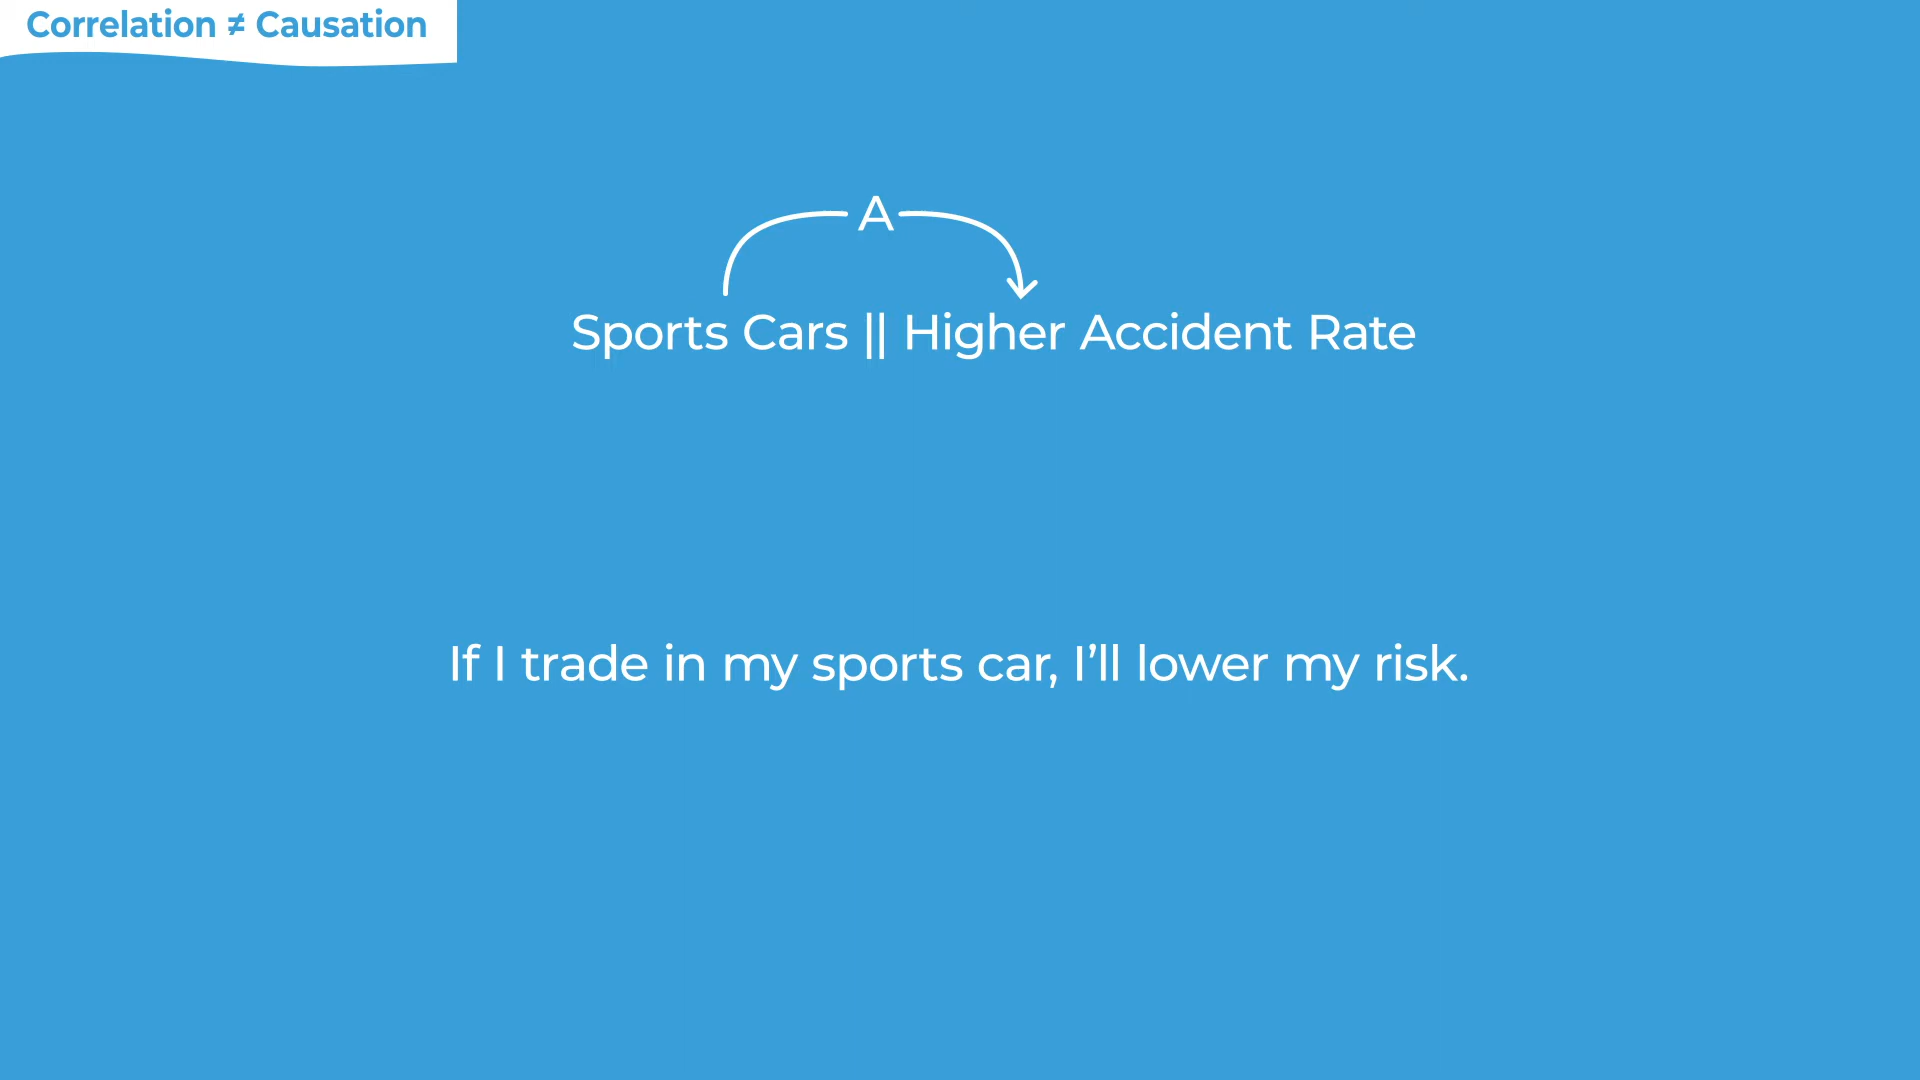 Correlation ≠ Causation
A
Sports Cars || Higher Accident Rate
If I trade in my sports car, I’ll lower my risk.